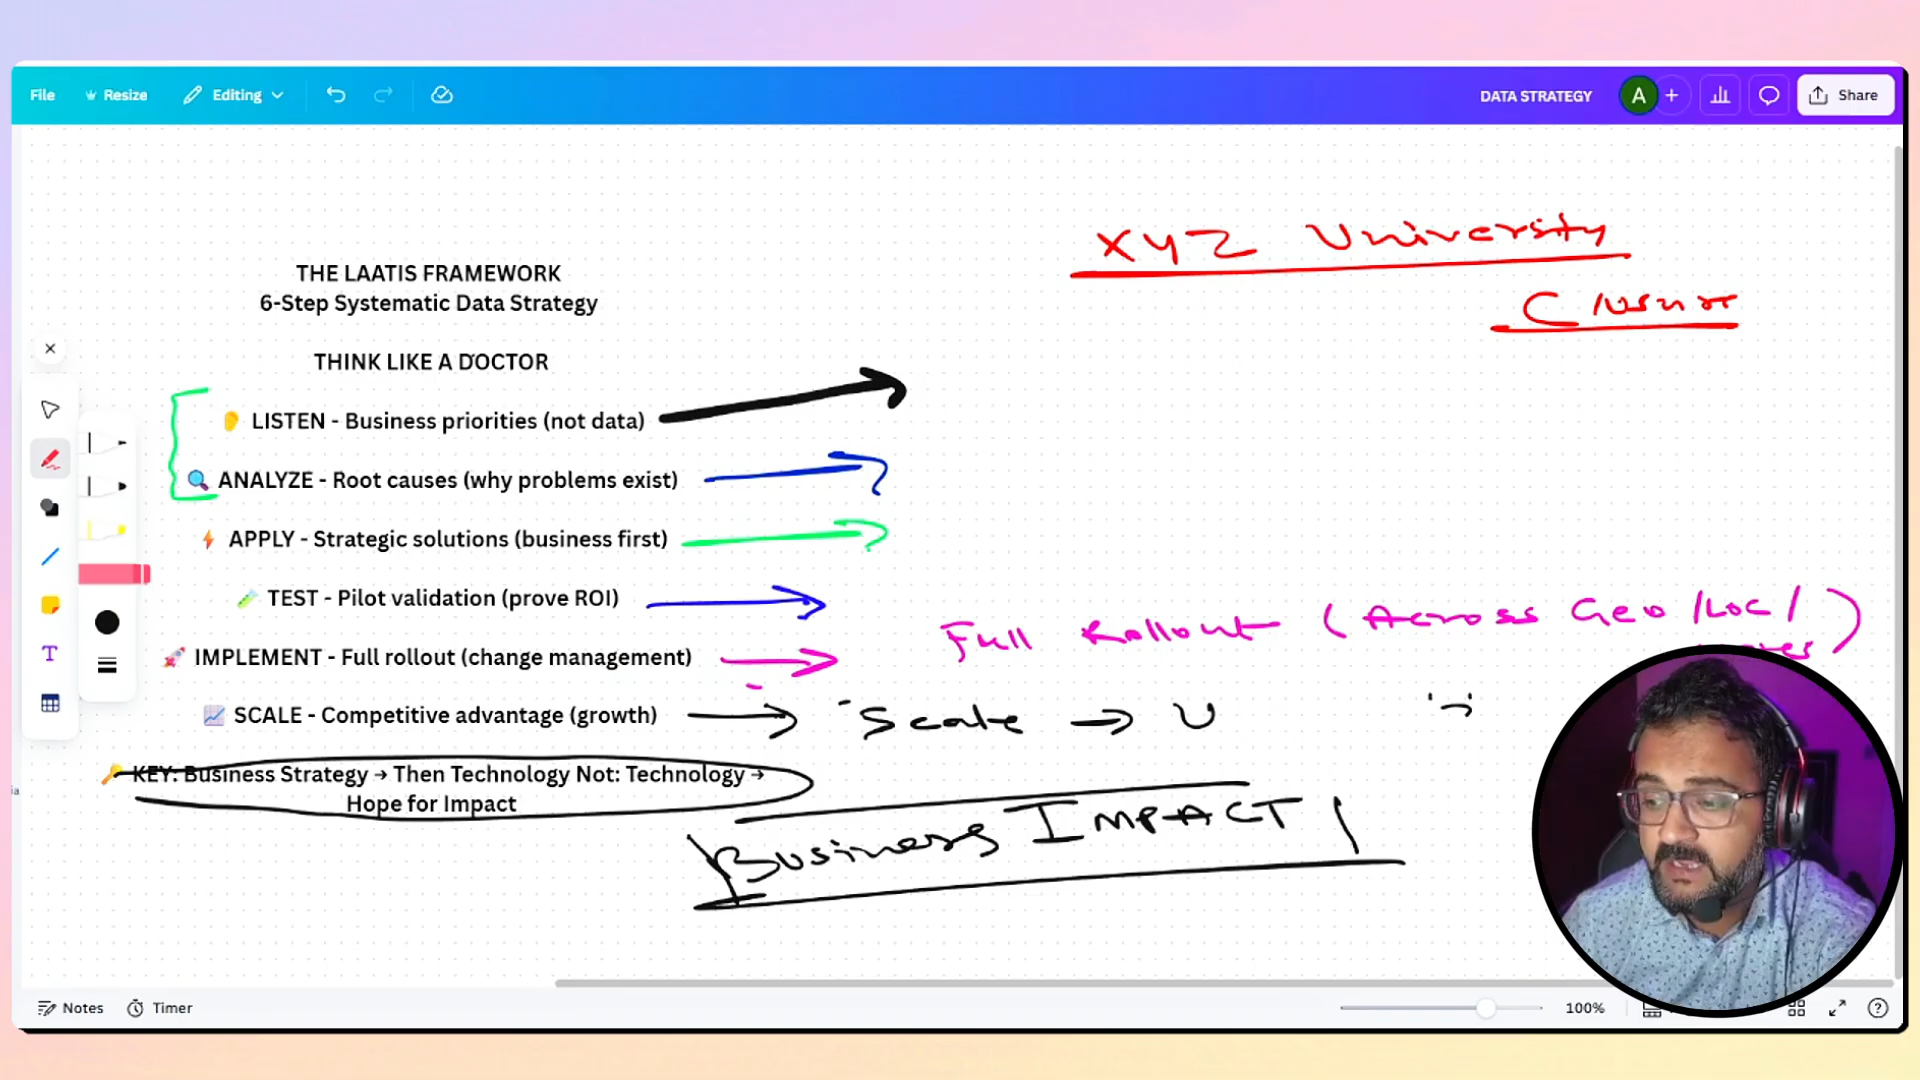 File Resize Editing DATA STRATEGY A + Share
XYZ University
THE LAATIS FRAMEWORK
6-Step Systematic Data Strategy
THINK LIKE A DOCTOR
👂 LISTEN - Business priorities (not data)
🔍 ANALYZE - Root causes (why problems exist)
⚡ APPLY - Strategic solutions (business first)
🧪 TEST - Pilot validation (prove ROI)
Full Rollout (Across Geo/Loc/
🚀 IMPLEMENT - Full rollout (change management)
📈 SCALE - Competitive advantage (growth)
Scale → U
🔑 KEY: Business Strategy → Then Technology Not: Technology →
Hope for Impact
Business IMPACT
T
Notes Timer 100% ?